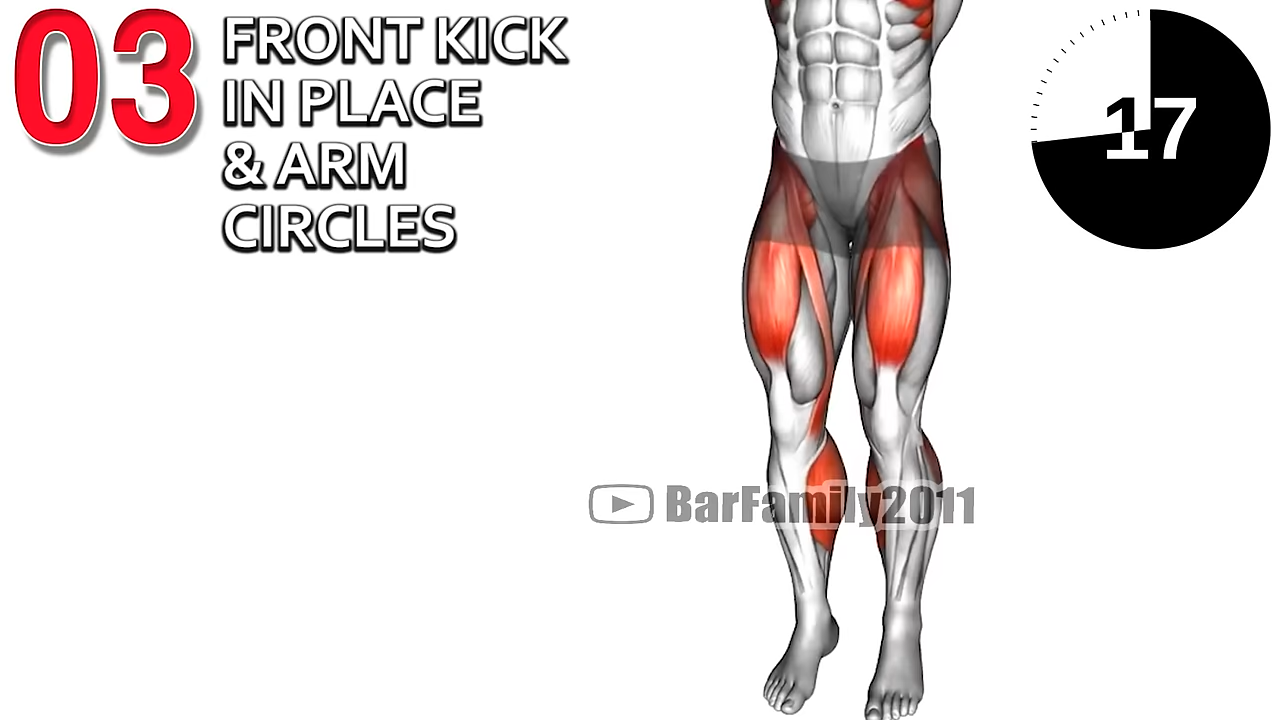 03
FRONT KICK
IN PLACE
& ARM
CIRCLES
17
BarFamily2011